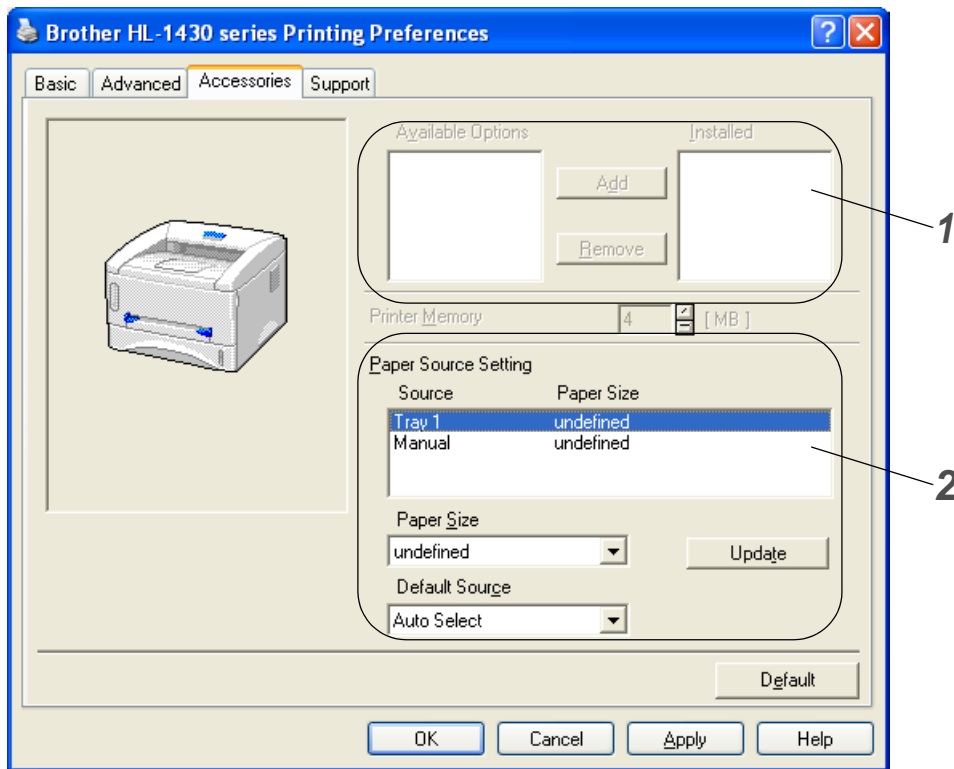 Brother HL-1430 series Printing Preferences
Basic Advanced Accessories Support
Available Options Installed
Add
1
Remove
Printer Memory 4 [ MB ]
Paper Source Setting
Source Paper Size
Tray 1 undefined
Manual undefined
2
Paper Size
undefined Update
Default Source
Auto Select
Default
OK Cancel Apply Help